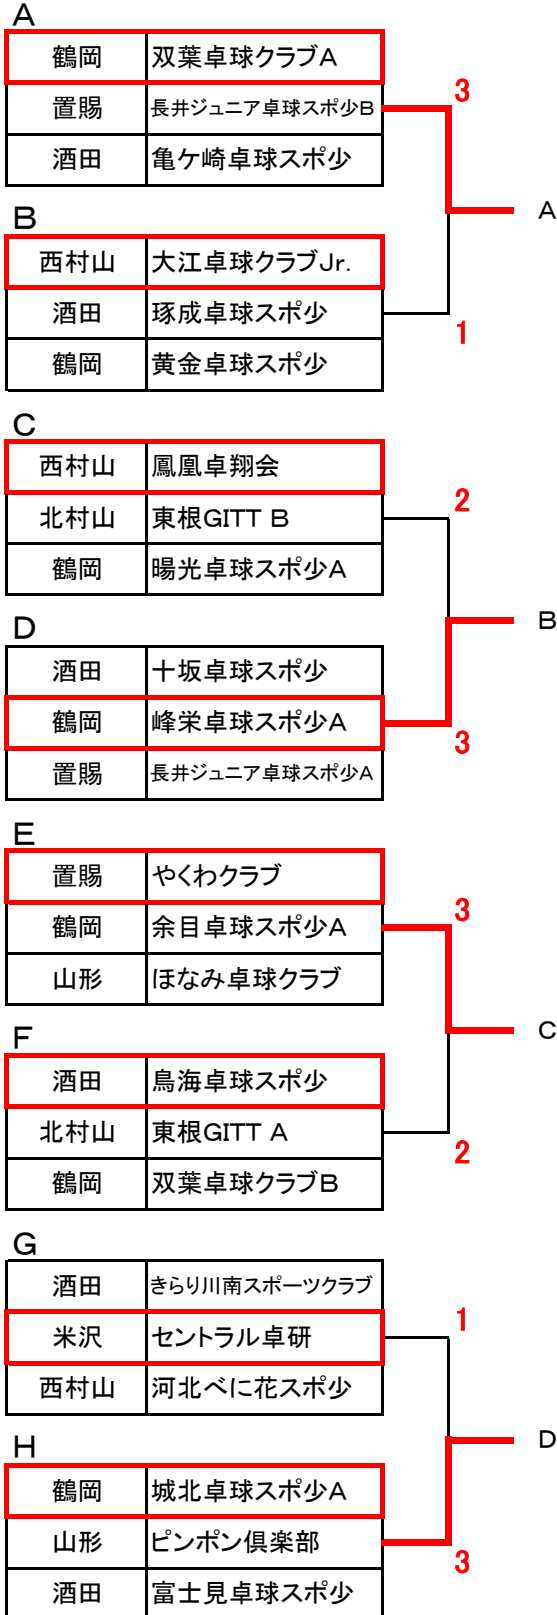 A
鶴岡 双葉卓球クラブA
置賜 長井ジュニア卓球スポ少B
酒田 亀ケ崎卓球スポ少
3
A
B
西村山 大江卓球クラブJr.
酒田 琢成卓球スポ少
鶴岡 黄金卓球スポ少
1
C
西村山 鳳凰卓翔会
北村山 東根GITT B
鶴岡 暘光卓球スポ少A
2
B
D
酒田 十坂卓球スポ少
鶴岡 峰栄卓球スポ少A
置賜 長井ジュニア卓球スポ少A
3
E
置賜 やくわクラブ
鶴岡 余目卓球スポ少A
山形 ほなみ卓球クラブ
3
C
F
酒田 鳥海卓球スポ少
北村山 東根GITT A
鶴岡 双葉卓球クラブB
2
G
酒田 きらり川南スポーツクラブ
米沢 セントラル卓研
西村山 河北べに花スポ少
1
D
H
鶴岡 城北卓球スポ少A
山形 ピンポン倶楽部
酒田 富士見卓球スポ少
3